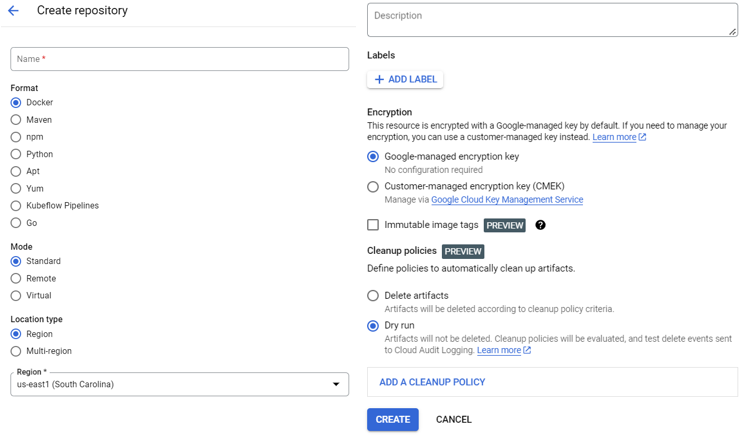 Create repository
Name *
Format
Docker
Maven
npm
Python
Apt
Yum
Kubeflow Pipelines
Go
Mode
Standard
Remote
Virtual
Location type
Region
Multi-region
Region *
us-east1 (South Carolina)
Description
Labels
ADD LABEL
Encryption
This resource is encrypted with a Google-managed key by default. If you need to manage your
encryption, you can use a customer-managed key instead. Learn more
Google-managed encryption key
No configuration required
Customer-managed encryption key (CMEK)
Manage via Google Cloud Key Management Service
Immutable image tags PREVIEW ?
Cleanup policies PREVIEW
Define policies to automatically clean up artifacts.
Delete artifacts
Artifacts will be deleted according to cleanup policy criteria.
Dry run
Artifacts will not be deleted. Cleanup policies will be evaluated, and test delete events sent
to Cloud Audit Logging. Learn more
ADD A CLEANUP POLICY
CREATE CANCEL